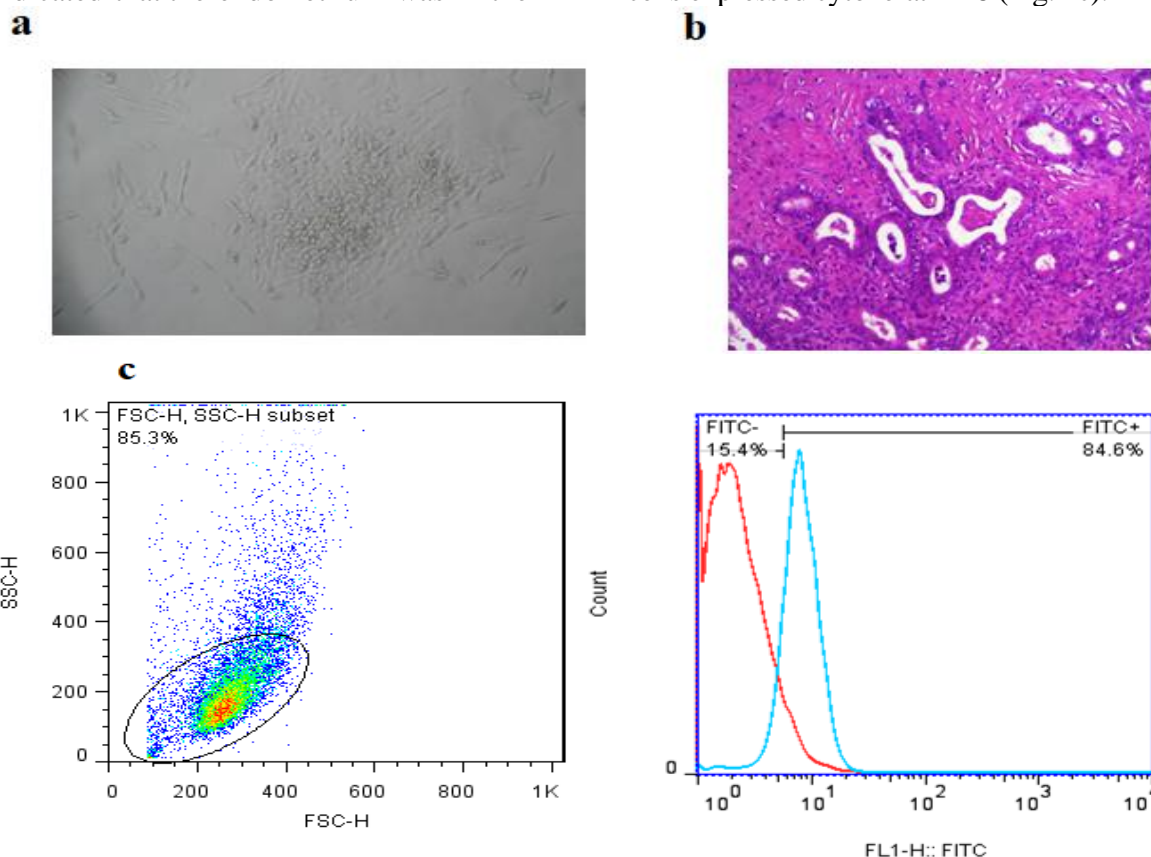 a
b
c
FSC-H, SSC-H subset
85.3%
1K
800
600
400
200
0
SSC-H
0 200 400 600 800 1K
FSC-H
FITC-
15.4%
FITC+
84.6%
Count
0
10^0 10^1 10^2 10^3
FL1-H:: FITC